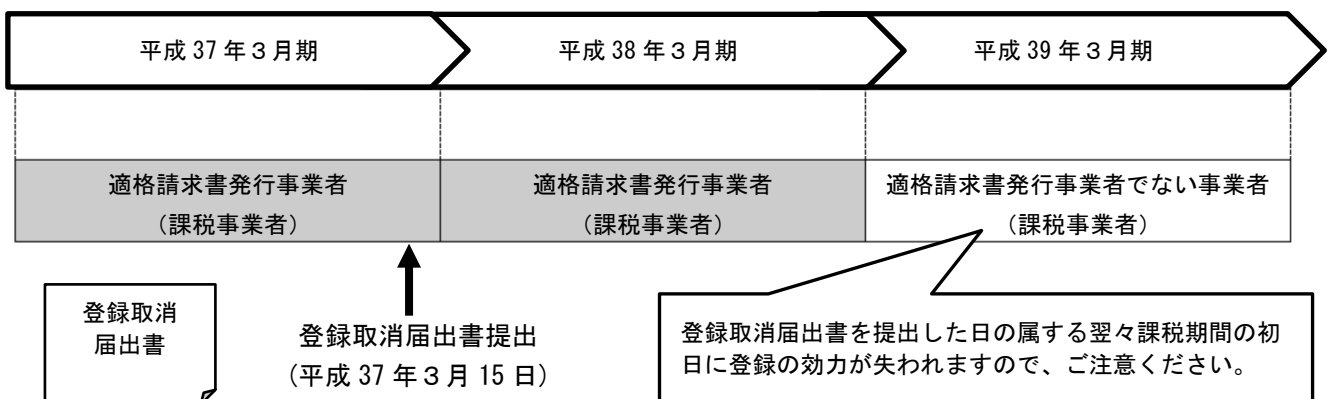 平成 37 年３月期
平成 38 年３月期
平成 39 年３月期
適格請求書発行事業者
（課税事業者）
適格請求書発行事業者
（課税事業者）
適格請求書発行事業者でない事業者
（課税事業者）
登録取消
届出書
登録取消届出書提出
（平成 37 年３月 15 日）
登録取消届出書を提出した日の属する翌々課税期間の初
日に登録の効力が失われますので、ご注意ください。